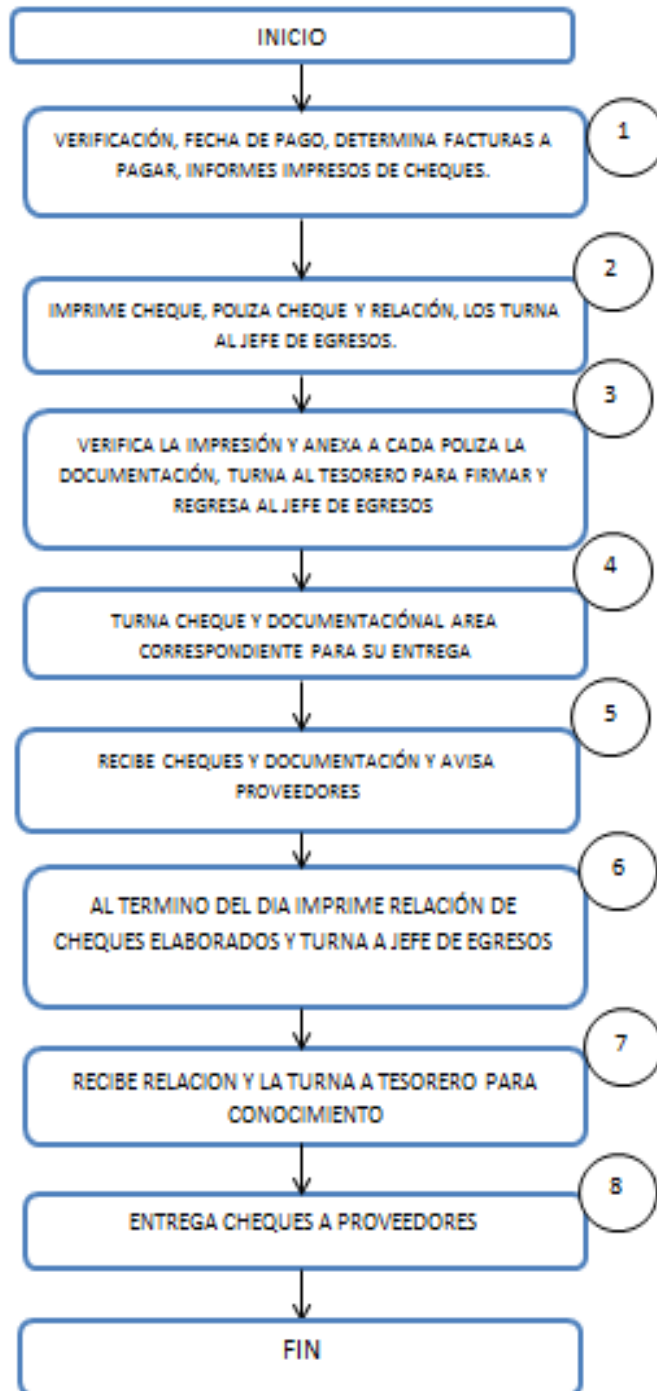 INICIO
1
VERIFICACIÓN, FECHA DE PAGO, DETERMINA FACTURAS A
PAGAR, INFORMES IMPRESOS DE CHEQUES.
2
IMPRIME CHEQUE, POLIZA CHEQUE Y RELACIÓN, LOS TURNA
AL JEFE DE EGRESOS.
3
VERIFICA LA IMPRESIÓN Y ANEXA A CADA POLIZA LA
DOCUMENTACIÓN, TURNA AL TESORERO PARA FIRMAR Y
REGRESA AL JEFE DE EGRESOS
4
TURNA CHEQUE Y DOCUMENTACIÓNAL AREA
CORRESPONDIENTE PARA SU ENTREGA
5
RECIBE CHEQUES Y DOCUMENTACIÓN Y AVISA
PROVEEDORES
6
AL TERMINO DEL DIA IMPRIME RELACIÓN DE
CHEQUES ELABORADOS Y TURNA A JEFE DE EGRESOS
7
RECIBE RELACION Y LA TURNA A TESORERO PARA
CONOCIMIENTO
8
ENTREGA CHEQUES A PROVEEDORES
FIN